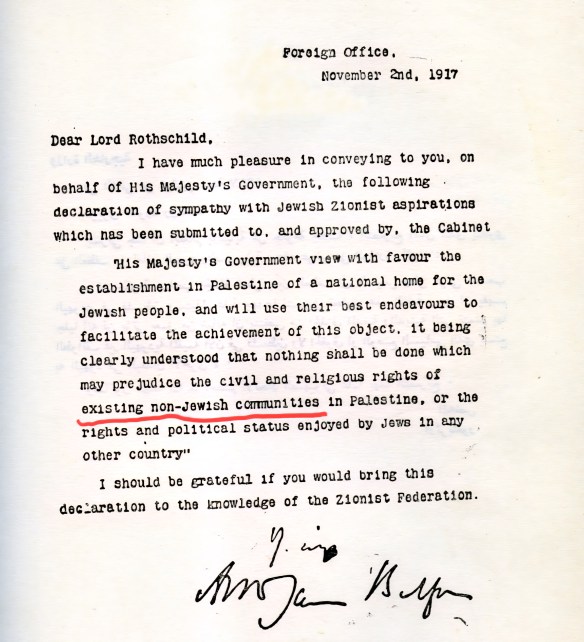 Foreign Office,
November 2nd, 1917
Dear Lord Rothschild,
I have much pleasure in conveying to you, on
behalf of His Majesty's Government, the following
declaration of sympathy with Jewish Zionist aspirations
which has been submitted to, and approved by, the Cabinet
"His Majesty's Government view with favour the
establishment in Palestine of a national home for the
Jewish people, and will use their best endeavours to
facilitate the achievement of this object, it being
clearly understood that nothing shall be done which
may prejudice the civil and religious rights of
existing non-Jewish communities in Palestine, or the
rights and political status enjoyed by Jews in any
other country"
I should be grateful if you would bring this
declaration to the knowledge of the Zionist Federation.